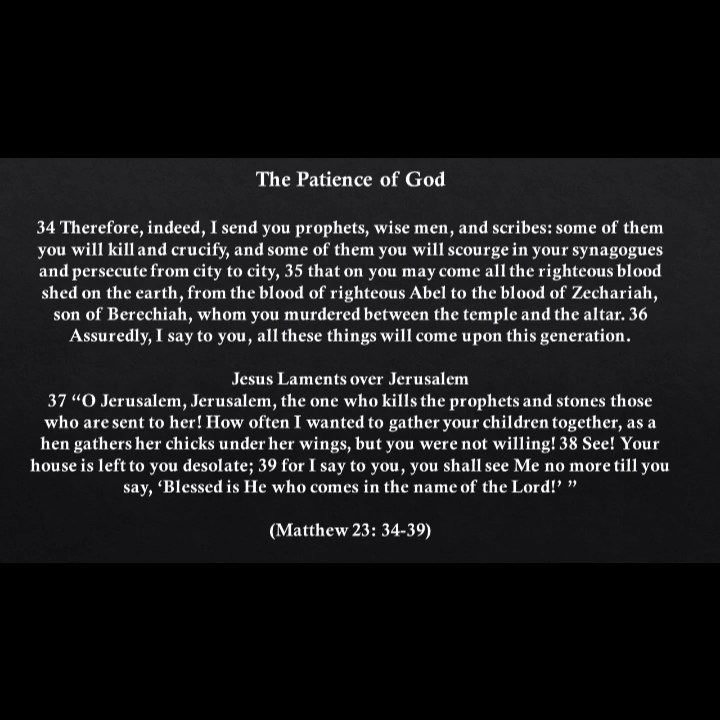 The Patience of God
34 Therefore, indeed, I send you prophets, wise men, and scribes: some of them
you will kill and crucify, and some of them you will scourge in your synagogues
and persecute from city to city, 35 that on you may come all the righteous blood
shed on the earth, from the blood of righteous Abel to the blood of Zechariah,
son of Berechiah, whom you murdered between the temple and the altar. 36
Assuredly, I say to you, all these things will come upon this generation.
Jesus Laments over Jerusalem
37 “O Jerusalem, Jerusalem, the one who kills the prophets and stones those
who are sent to her! How often I wanted to gather your children together, as a
hen gathers her chicks under her wings, but you were not willing! 38 See! Your
house is left to you desolate; 39 for I say to you, you shall see Me no more till you
say, ‘Blessed is He who comes in the name of the Lord!’ ”
(Matthew 23: 34-39)